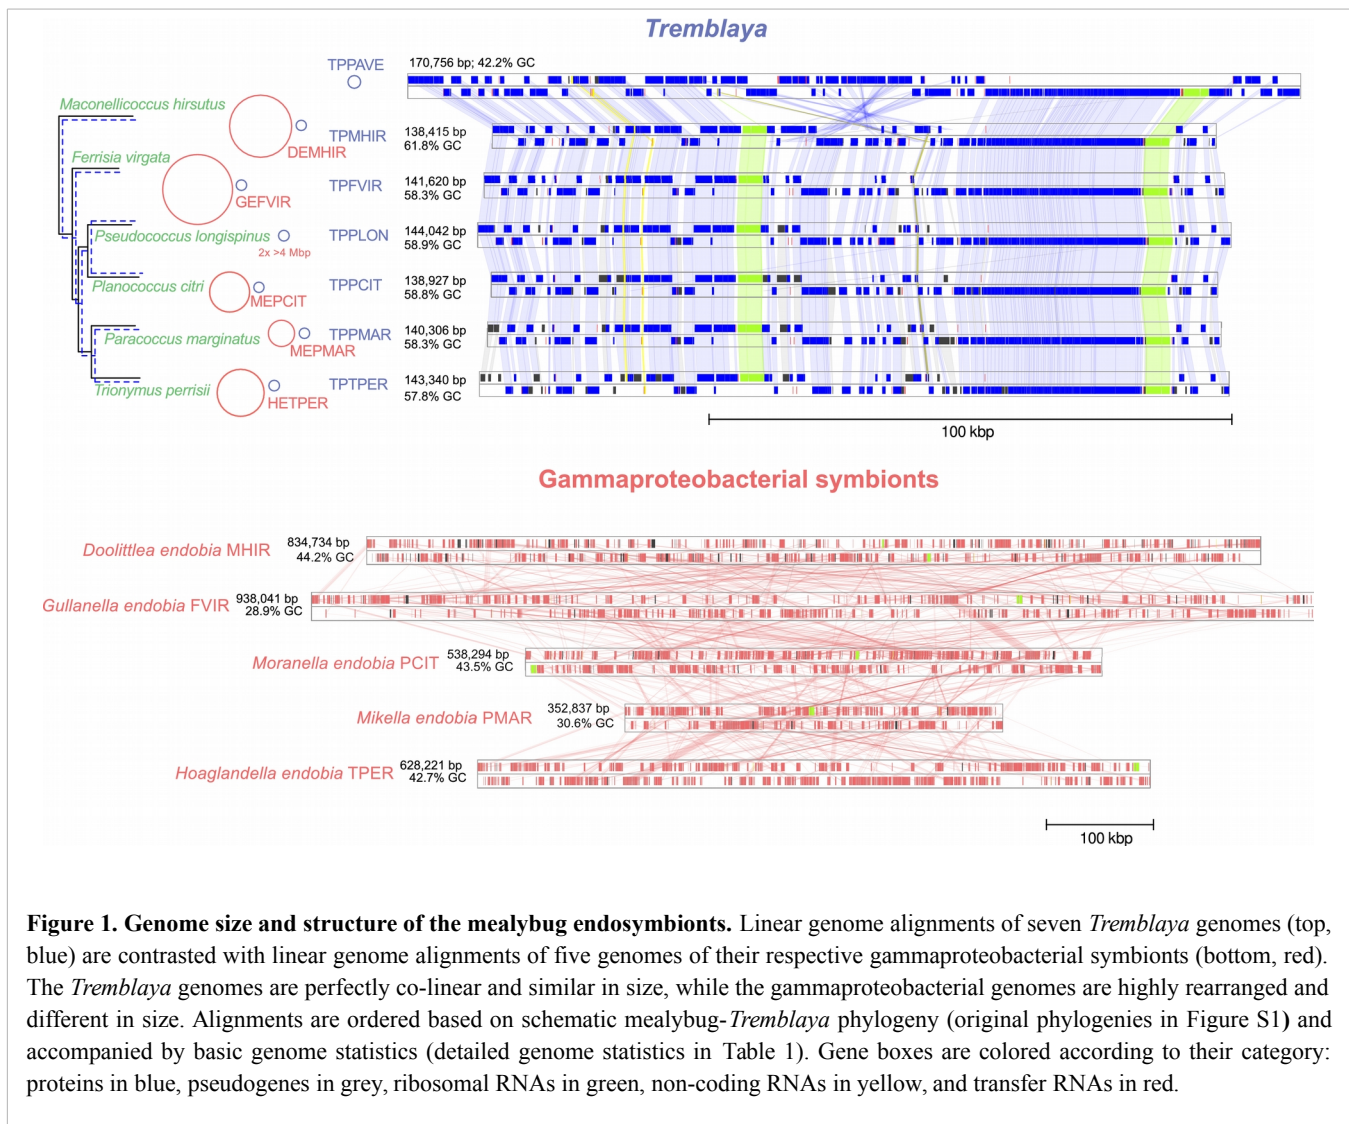 Tremblaya
TPPAVE
170,756 bp; 42.2% GC
Maconellicoccus hirsutus
DEMHIR
TPMHIR
138,415 bp
61.8% GC
Ferrisia virgata
GEFVIR
TPFVIR
141,620 bp
58.3% GC
Pseudococcus longispinus
2x >4 Mbp
TPPLON
144,042 bp
58.9% GC
Planococcus citri
MEPCIT
TPPCIT
138,927 bp
58.8% GC
Paracoccus marginatus
MEPMAR
TPPMAR
140,306 bp
58.3% GC
Trionymus perrisii
HETPER
TPTPER
143,340 bp
57.8% GC
100 kbp
Gammaproteobacterial symbionts
Doolittlea endobia MHIR
834,734 bp
44.2% GC
Gullanella endobia FVIR
938,041 bp
28.9% GC
Moranella endobia PCIT
538,294 bp
43.5% GC
Mikella endobia PMAR
352,837 bp
30.6% GC
Hoaglandella endobia TPER
628,221 bp
42.7% GC
100 kbp
Figure 1. Genome size and structure of the mealybug endosymbionts. Linear genome alignments of seven Tremblaya genomes (top,
blue) are contrasted with linear genome alignments of five genomes of their respective gammaproteobacterial symbionts (bottom, red).
The Tremblaya genomes are perfectly co-linear and similar in size, while the gammaproteobacterial genomes are highly rearranged and
different in size. Alignments are ordered based on schematic mealybug-Tremblaya phylogeny (original phylogenies in Figure S1) and
accompanied by basic genome statistics (detailed genome statistics in Table 1). Gene boxes are colored according to their category:
proteins in blue, pseudogenes in grey, ribosomal RNAs in green, non-coding RNAs in yellow, and transfer RNAs in red.